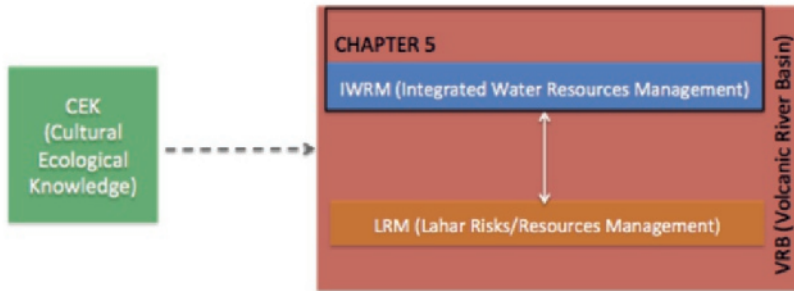 CEK
(Cultural
Ecological
Knowledge)
CHAPTER 5
IWRM (Integrated Water Resources Management)
LRM (Lahar Risks/Resources Management)
VRB (Volcanic River Basin)